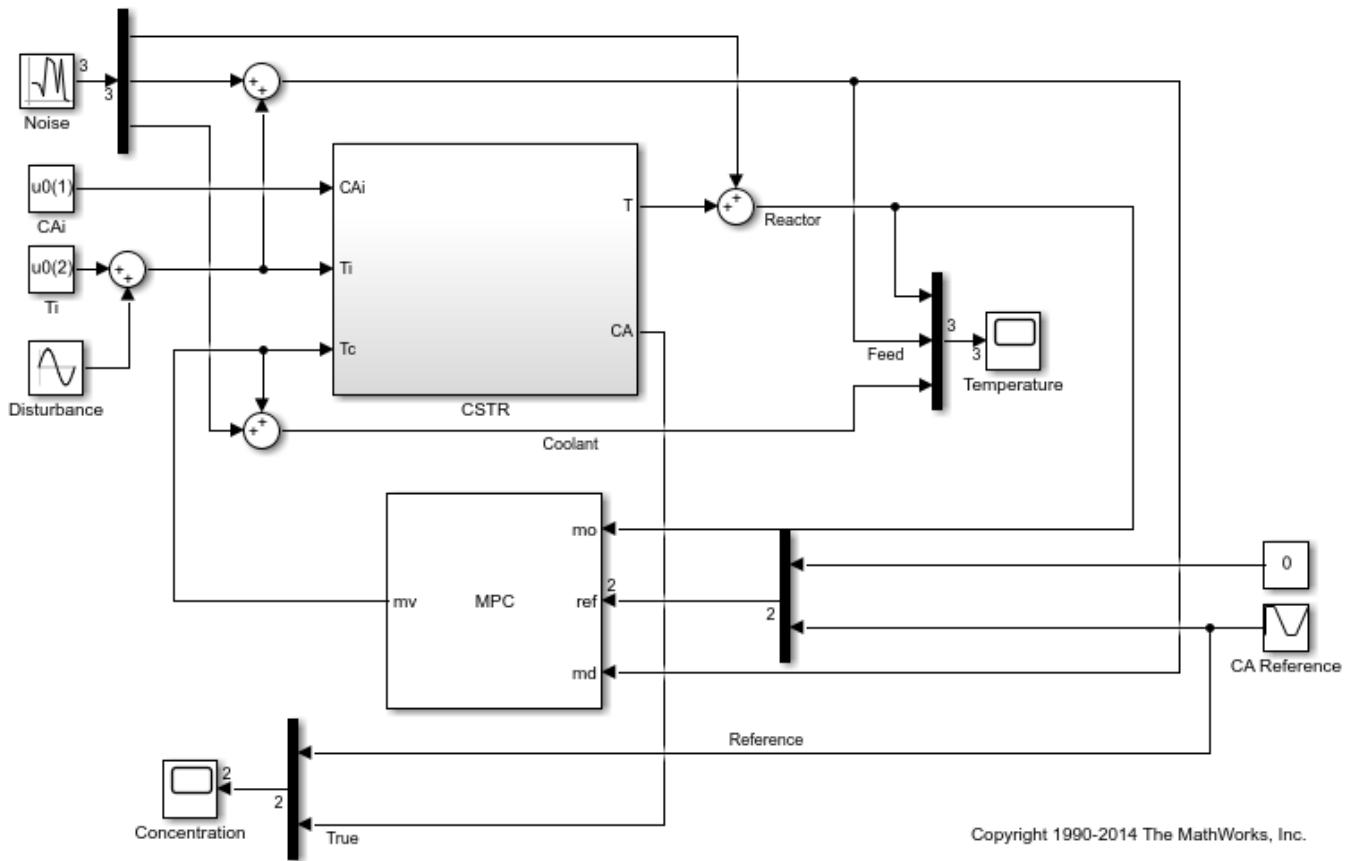 3
3
Noise
u0(1)
CAi
CAi
T
Reactor
u0(2)
Ti
Ti
CA
Tc
Disturbance
CSTR
Feed
3
3
Temperature
Coolant
mo
0
mv
MPC
ref
2
2
md
CA Reference
Reference
2
2
Concentration
True
Copyright 1990-2014 The MathWorks, Inc.
+
+
+
+
+
+
+
+